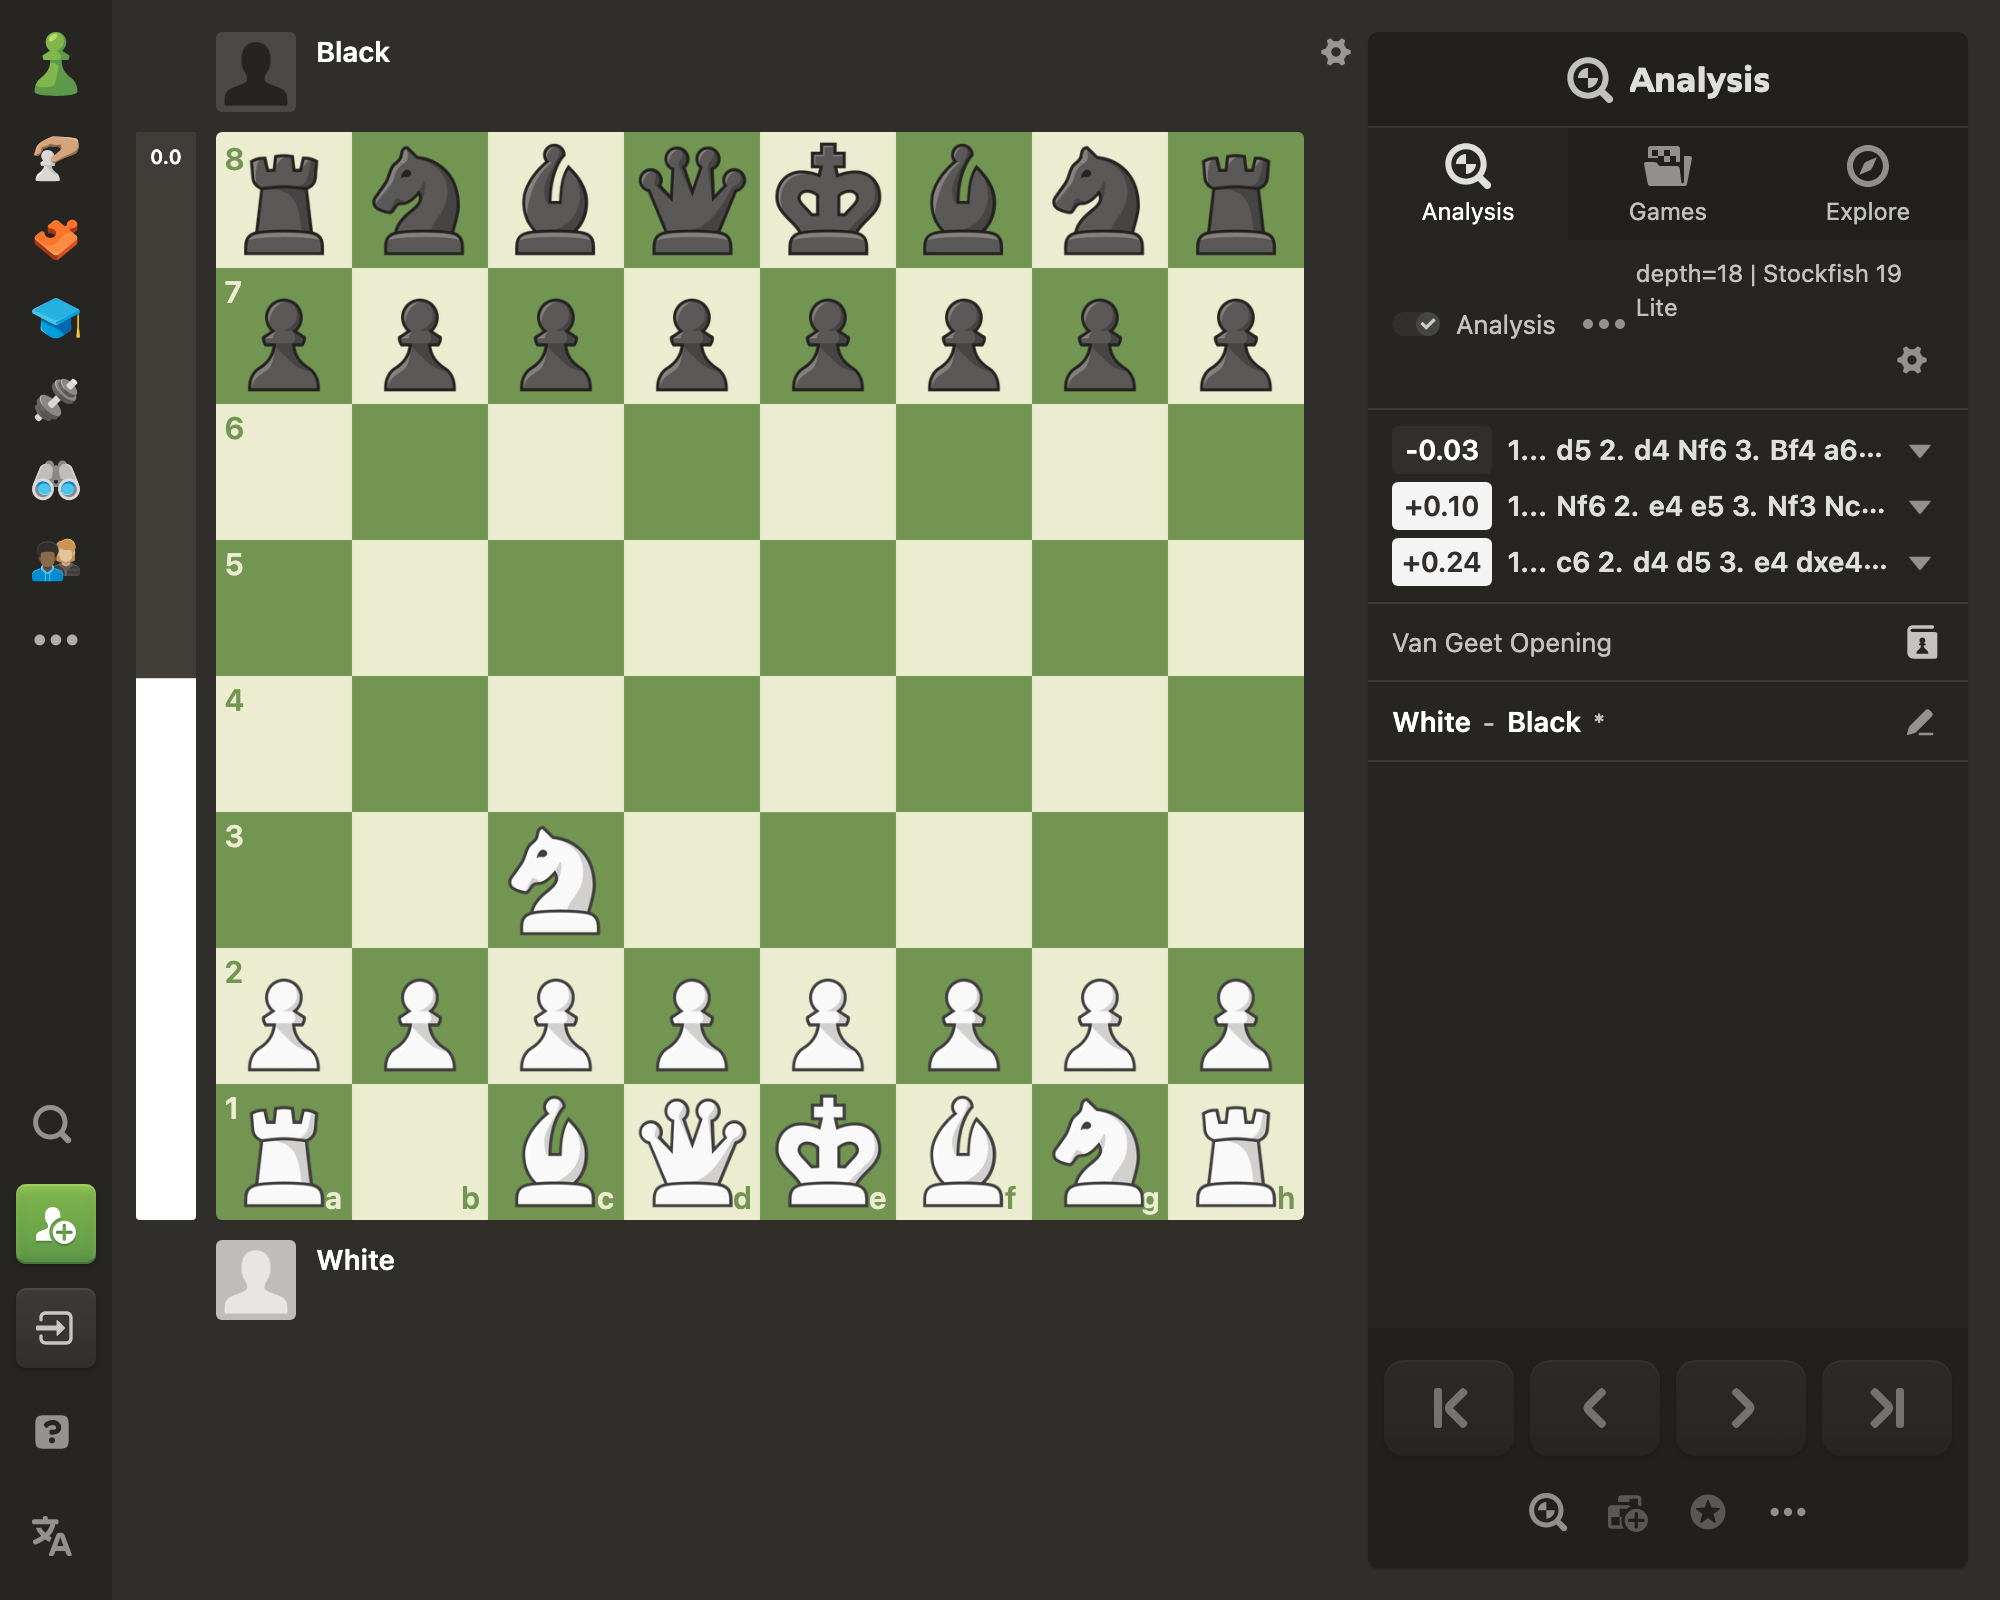 Black
0.0
8
7
6
5
4
3
2
1
a b c d e f g h
White
Analysis
Analysis Games Explore
Analysis
depth=18 | Stockfish 19
Lite
-0.03 1... d5 2. d4 Nf6 3. Bf4 a6...
+0.10 1... Nf6 2. e4 e5 3. Nf3 Nc...
+0.24 1... c6 2. d4 d5 3. e4 dxe4...
Van Geet Opening
White - Black *